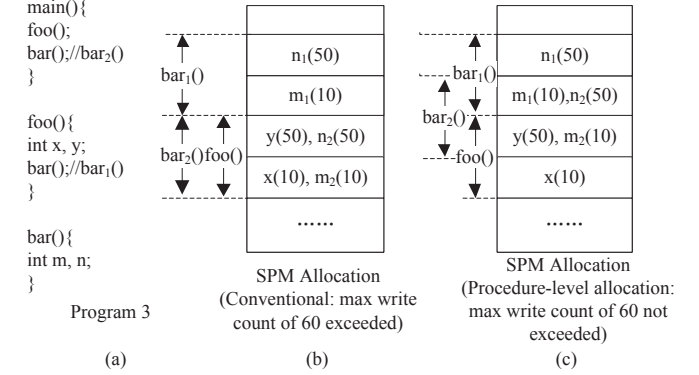 main(){
foo();
bar();//bar₂()
}
foo(){
int x, y;
bar();//bar₁()
}
bar(){
int m, n;
}
Program 3
(a)
bar₁()
bar₂()
foo()
n₁(50)
m₁(10)
y(50), n₂(50)
x(10), m₂(10)
......
SPM Allocation
(Conventional: max write
count of 60 exceeded)
(b)
bar₁()
bar₂()
foo()
n₁(50)
m₁(10),n₂(50)
y(50), m₂(10)
x(10)
......
SPM Allocation
(Procedure-level allocation:
max write count of 60 not
exceeded)
(c)